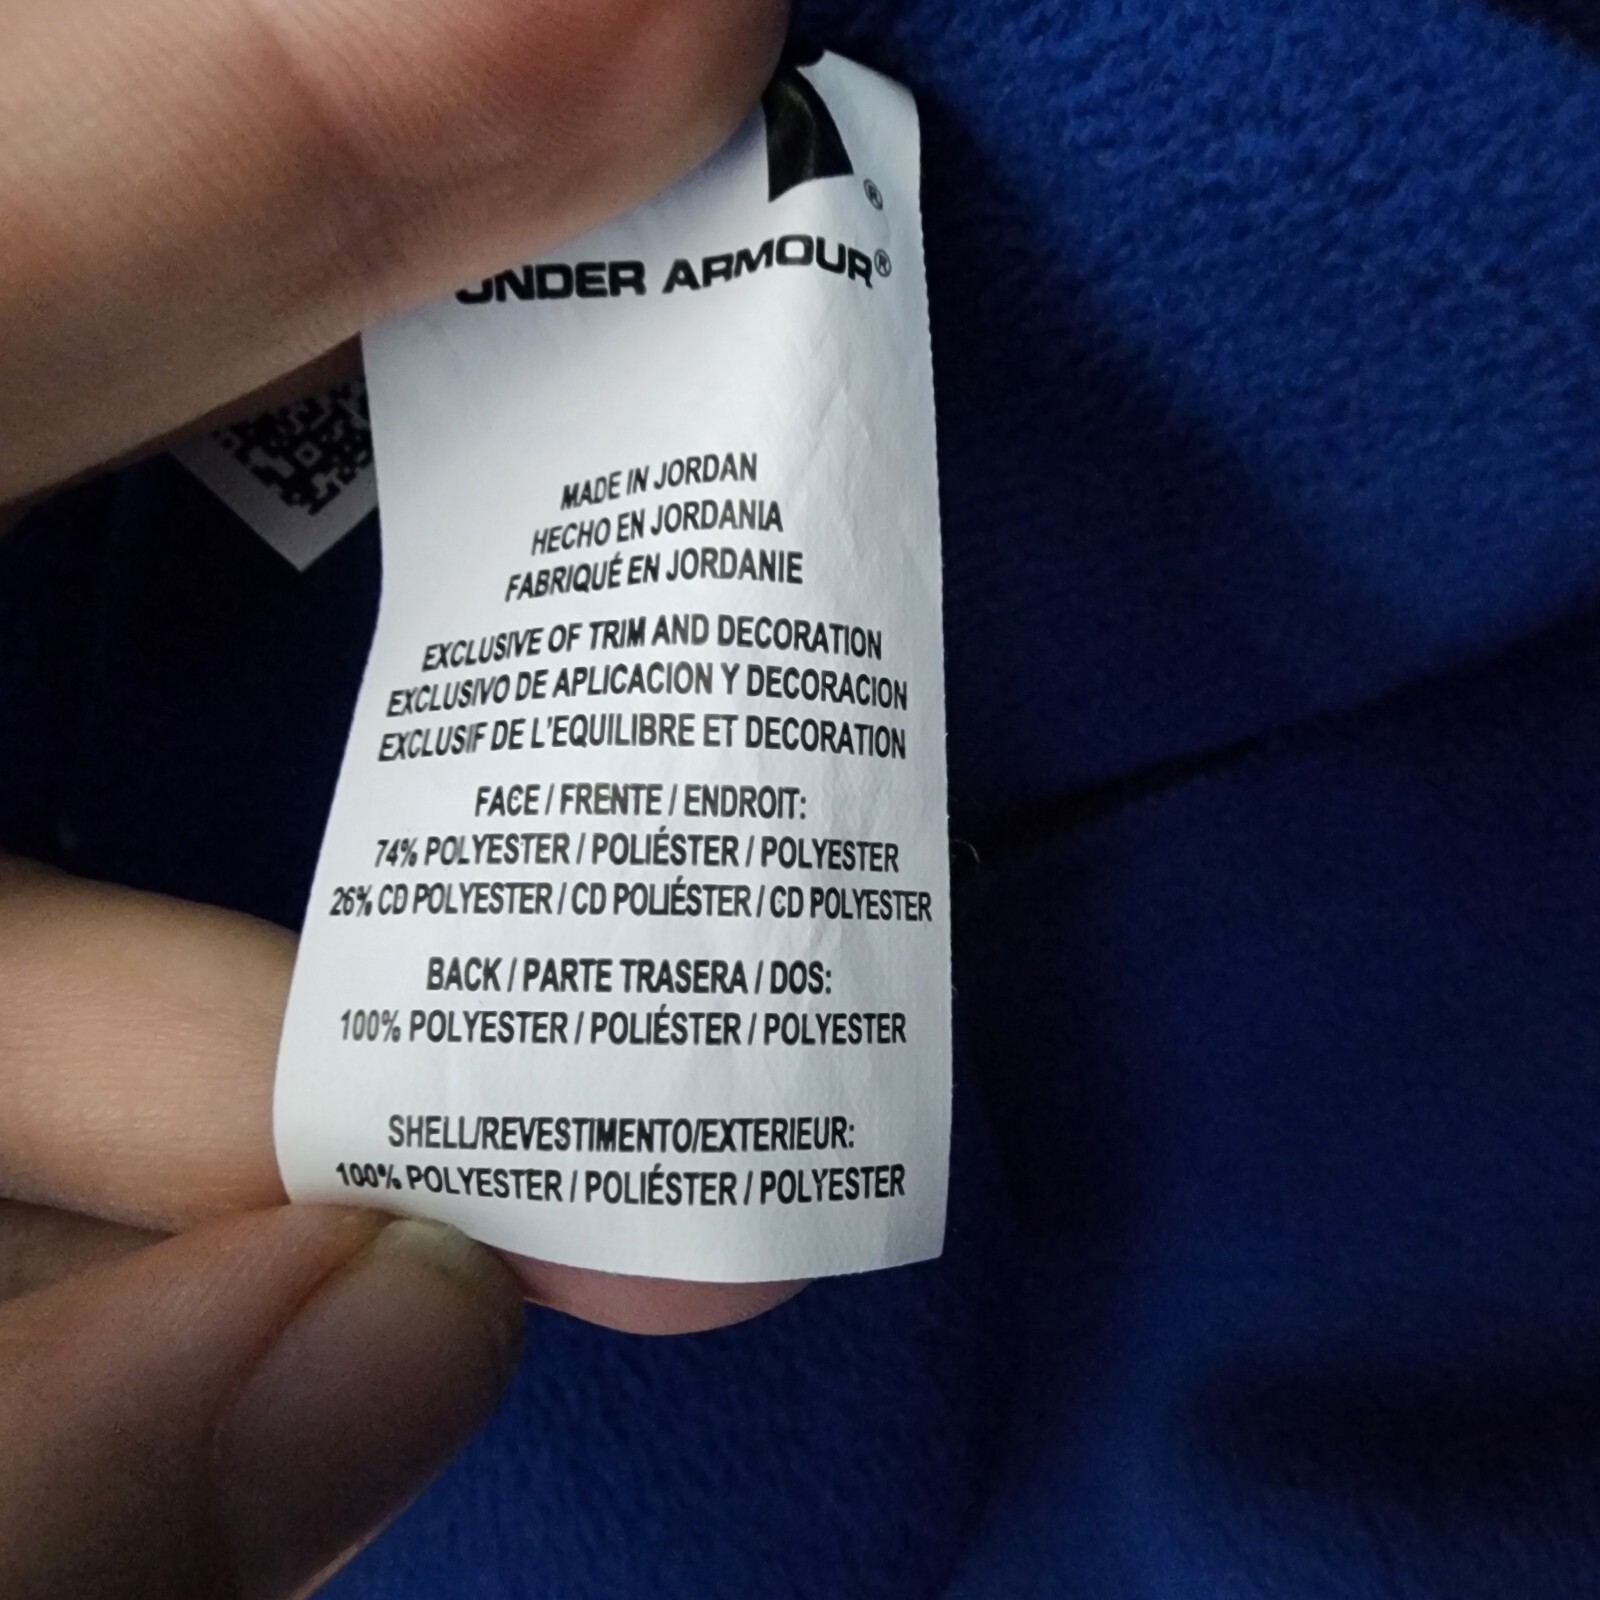 ®
UNDER ARMOUR®
MADE IN JORDAN
HECHO EN JORDANIA
FABRIQUÉ EN JORDANIE
EXCLUSIVE OF TRIM AND DECORATION
EXCLUSIVO DE APLICACION Y DECORACION
EXCLUSIF DE L'EQUILIBRE ET DECORATION
FACE / FRENTE / ENDROIT:
74% POLYESTER / POLIÉSTER / POLYESTER
26% CD POLYESTER / CD POLIÉSTER / CD POLYESTER
BACK / PARTE TRASERA / DOS:
100% POLYESTER / POLIÉSTER / POLYESTER
SHELL/REVESTIMENTO/EXTERIEUR:
100% POLYESTER / POLIÉSTER / POLYESTER